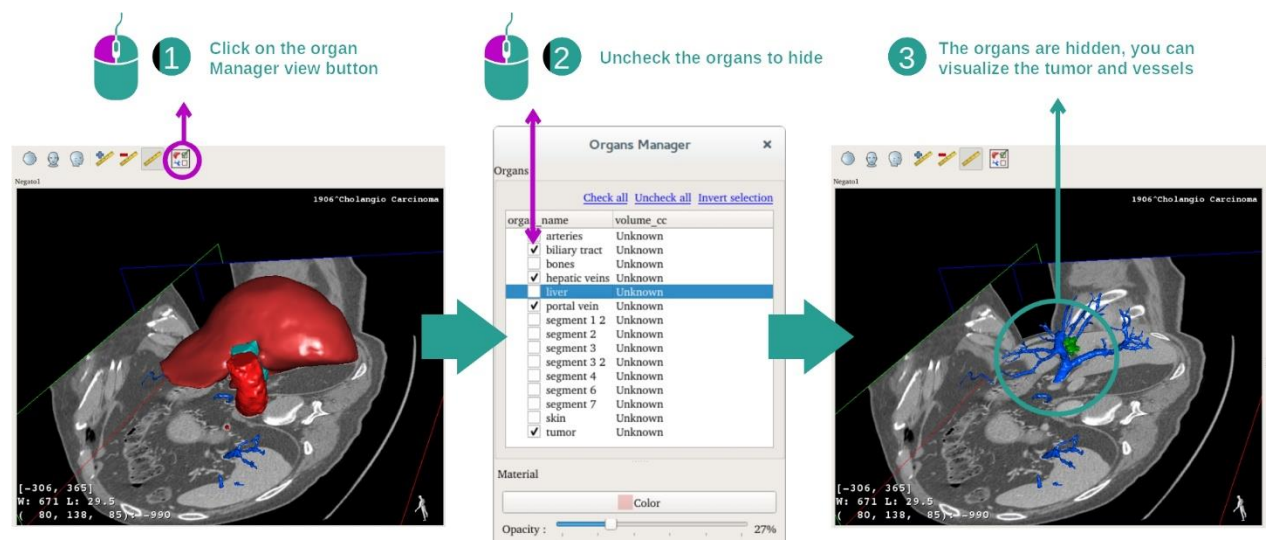 1
Click on the organ
Manager view button
2
Uncheck the organs to hide
3
The organs are hidden, you can
visualize the tumor and vessels
Negato1
1906^Cholangio Carcinoma
[-306, 365]
W: 671 L: 29.5
( 80, 138, 85): -990
Organs Manager ×
Organs
Check all Uncheck all Invert selection
organ_name volume_cc
arteries Unknown
biliary tract Unknown
bones Unknown
hepatic veins Unknown
liver Unknown
portal vein Unknown
segment 1 2 Unknown
segment 2 Unknown
segment 3 Unknown
segment 3 2 Unknown
segment 4 Unknown
segment 6 Unknown
segment 7 Unknown
skin Unknown
tumor Unknown
Material
Color
Opacity : 27%
Negato1
1906^Cholangio Carcinoma
[-306, 365]
W: 671 L: 29.5
( 80, 138, 85): -990